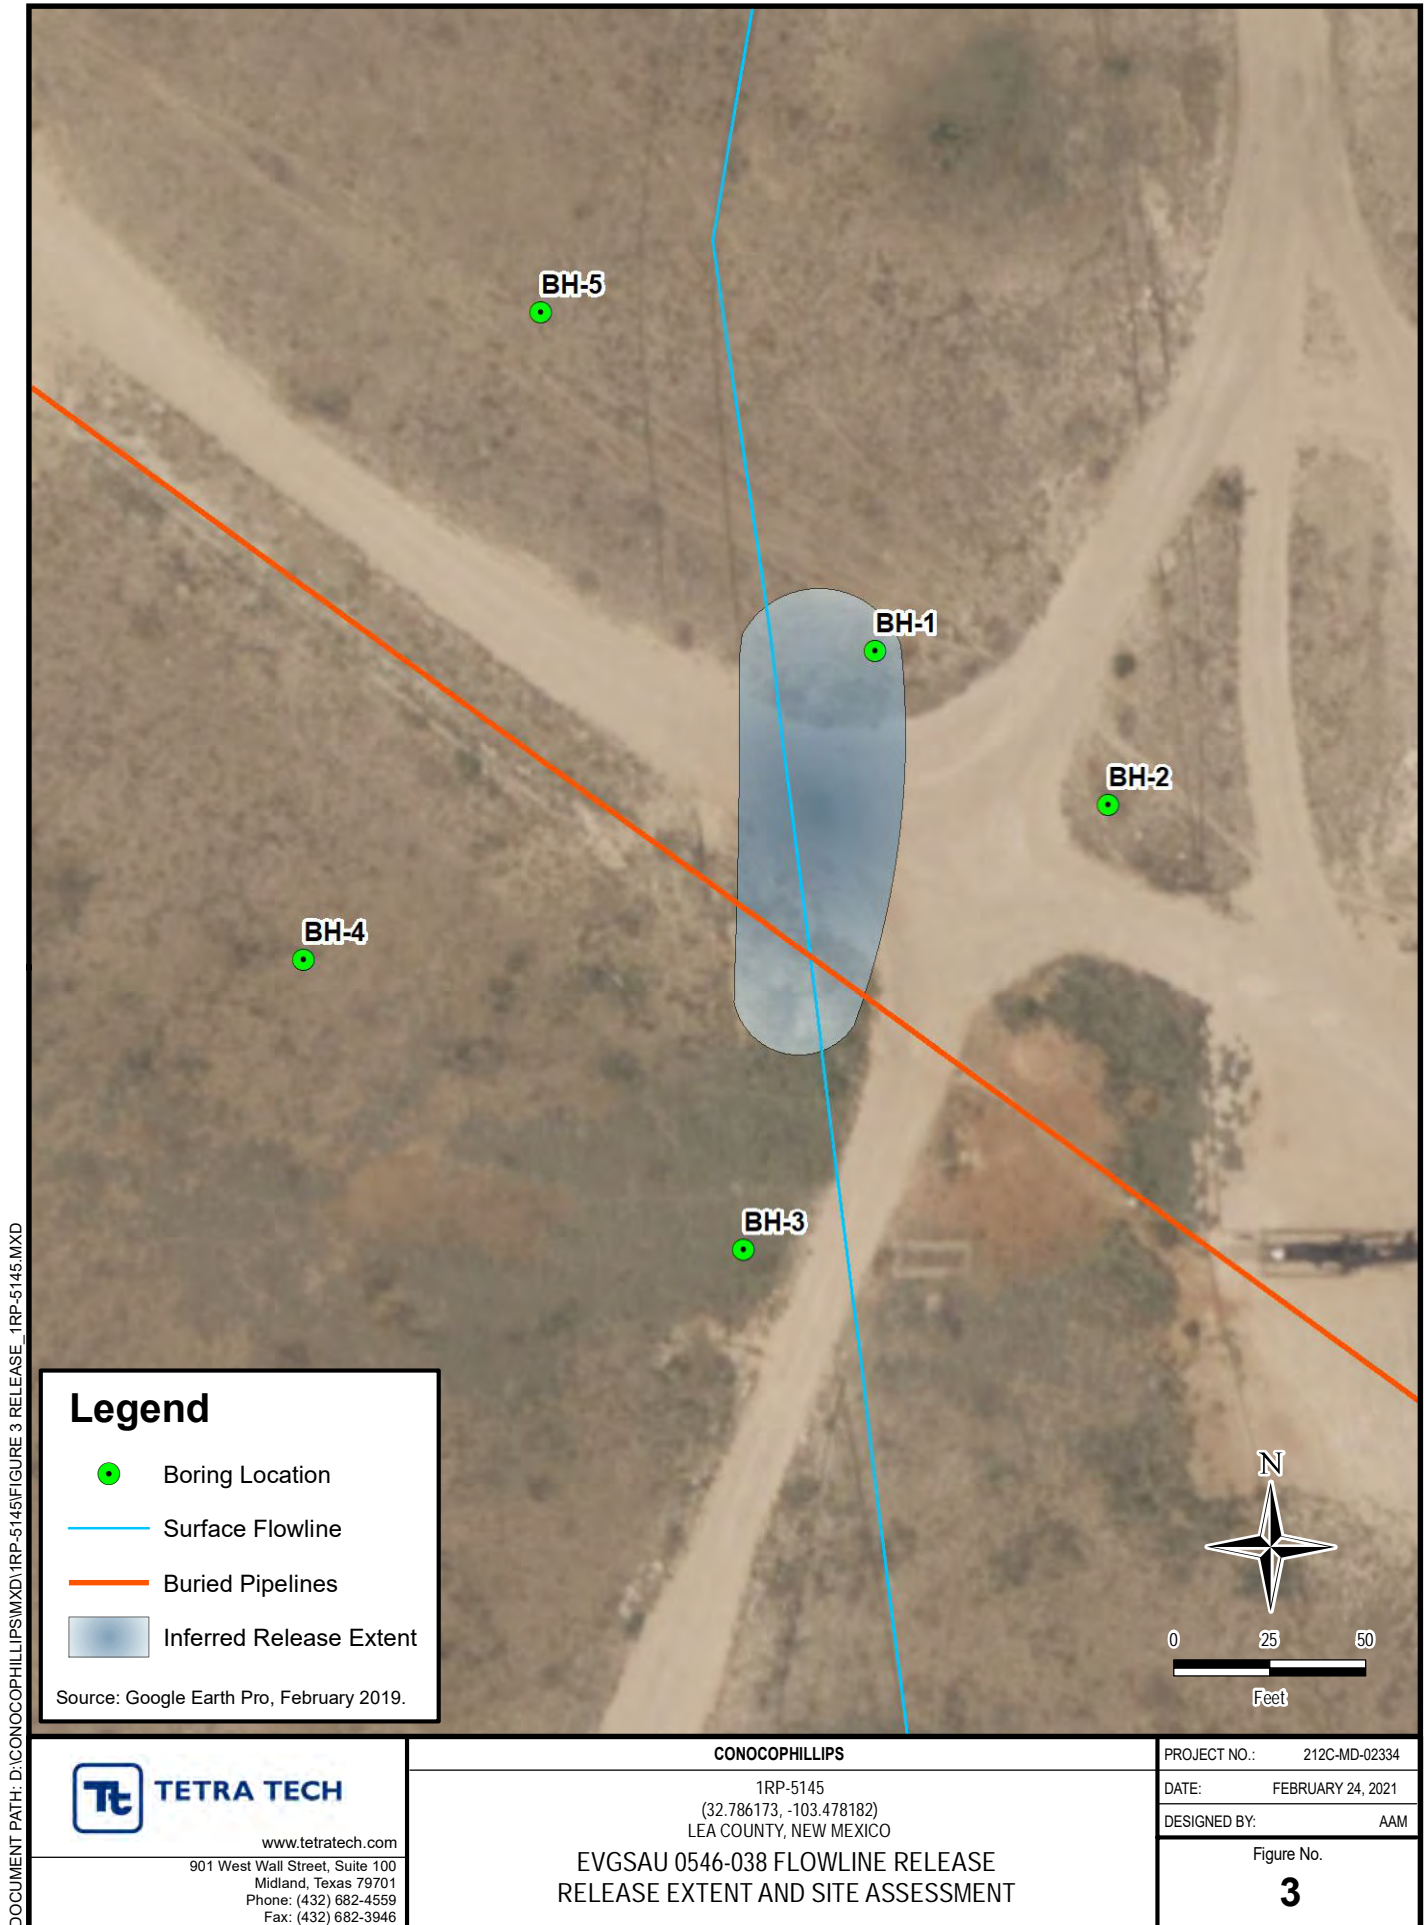 BH-5
BH-1
BH-2
BH-4
BH-3
Legend
Boring Location
Surface Flowline
Buried Pipelines
Inferred Release Extent
Source: Google Earth Pro, February 2019.
N
0 25 50
Feet
DOCUMENT PATH: D:\CONOCOPHILLIPS\MXD\1RP-5145\FIGURE 3 RELEASE_1RP-5145.MXD
Tt TETRA TECH
www.tetratech.com
901 West Wall Street, Suite 100
Midland, Texas 79701
Phone: (432) 682-4559
Fax: (432) 682-3946
CONOCOPHILLIPS
1RP-5145
(32.786173, -103.478182)
LEA COUNTY, NEW MEXICO
EVGSAU 0546-038 FLOWLINE RELEASE
RELEASE EXTENT AND SITE ASSESSMENT
PROJECT NO.: 212C-MD-02334
DATE: FEBRUARY 24, 2021
DESIGNED BY: AAM
Figure No.
3